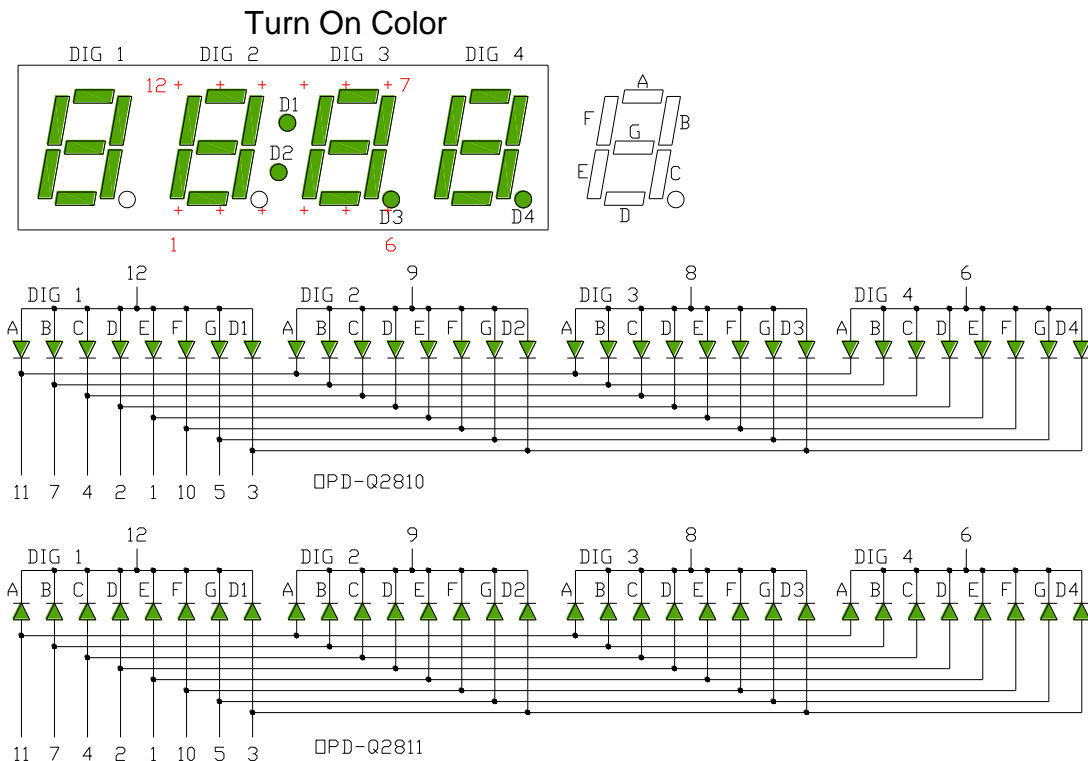 Turn On Color
DIG 1 DIG 2 DIG 3 DIG 4
12 7
D1
D2
D3 D4
1 6
A
F B
G
E C
D
12 9 8 6
DIG 1 DIG 2 DIG 3 DIG 4
A B C D E F G D1 A B C D E F G D2 A B C D E F G D3 A B C D E F G D4
11 7 4 2 1 10 5 3
□PD-Q2810
12 9 8 6
DIG 1 DIG 2 DIG 3 DIG 4
A B C D E F G D1 A B C D E F G D2 A B C D E F G D3 A B C D E F G D4
11 7 4 2 1 10 5 3
□PD-Q2811